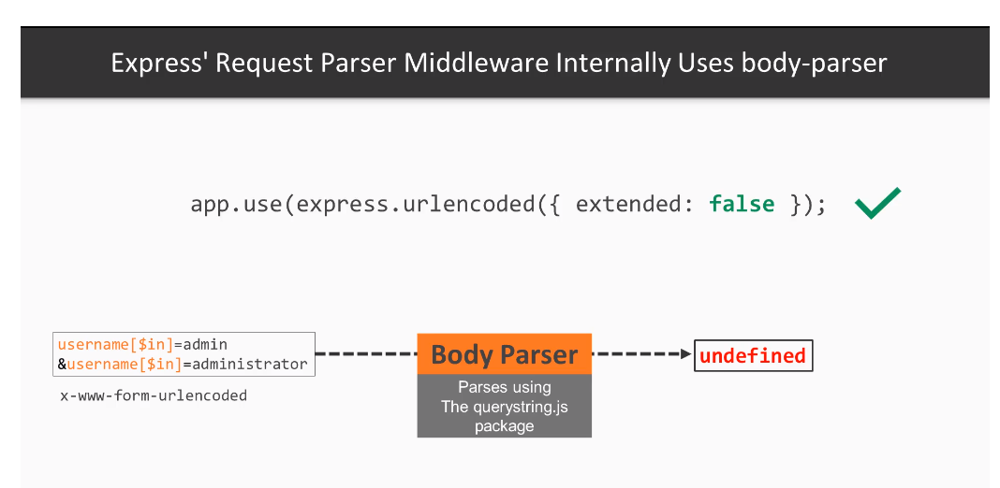 Express' Request Parser Middleware Internally Uses body-parser
app.use(express.urlencoded({ extended: false });
username[$in]=admin
&username[$in]=administrator
x-www-form-urlencoded
Body Parser
Parses using
The querystring.js
package
undefined